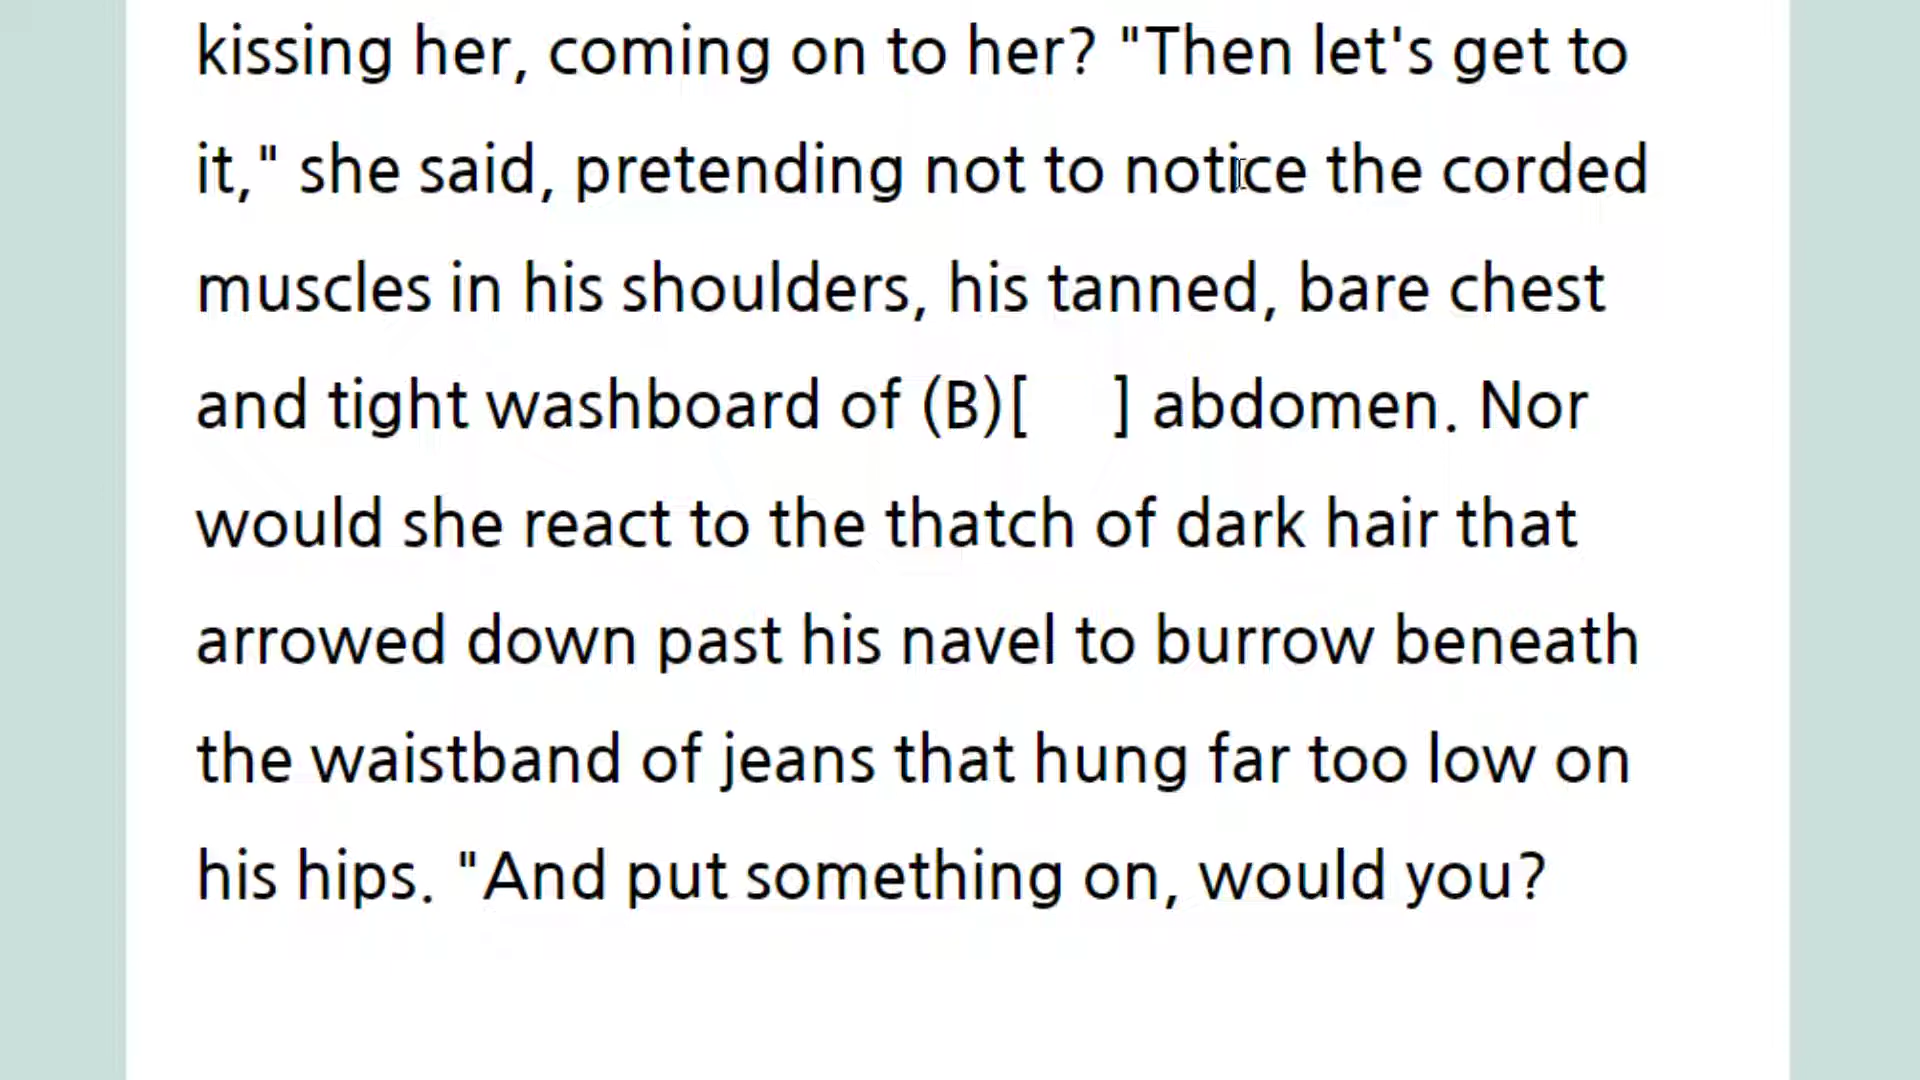 kissing her, coming on to her? "Then let's get to
it," she said, pretending not to notice the corded
muscles in his shoulders, his tanned, bare chest
and tight washboard of (B)[    ] abdomen. Nor
would she react to the thatch of dark hair that
arrowed down past his navel to burrow beneath
the waistband of jeans that hung far too low on
his hips. "And put something on, would you?